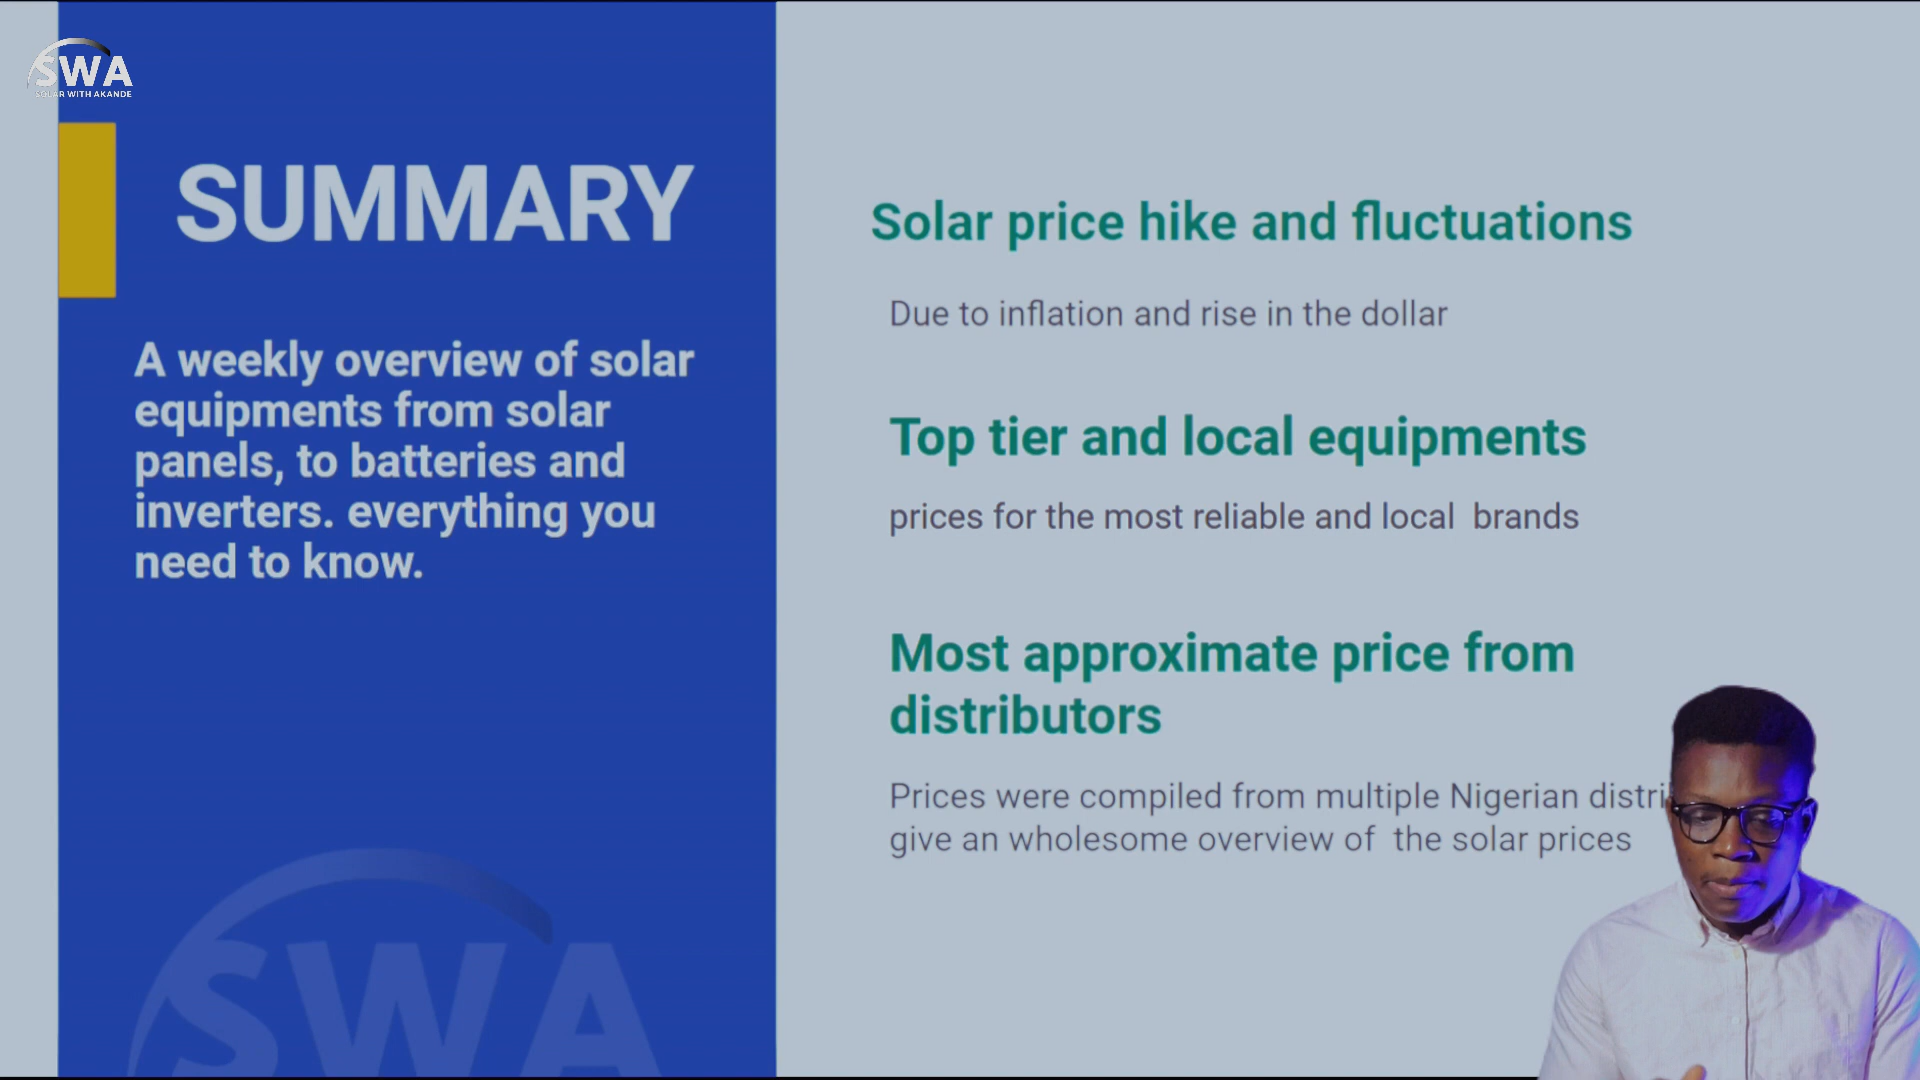 SWA
SOLAR WITH AKANDE
SUMMARY
A weekly overview of solar
equipments from solar
panels, to batteries and
inverters. everything you
need to know.
SWA
Solar price hike and fluctuations
Due to inflation and rise in the dollar
Top tier and local equipments
prices for the most reliable and local brands
Most approximate price from
distributors
Prices were compiled from multiple Nigerian
give an wholesome overview of the solar prices